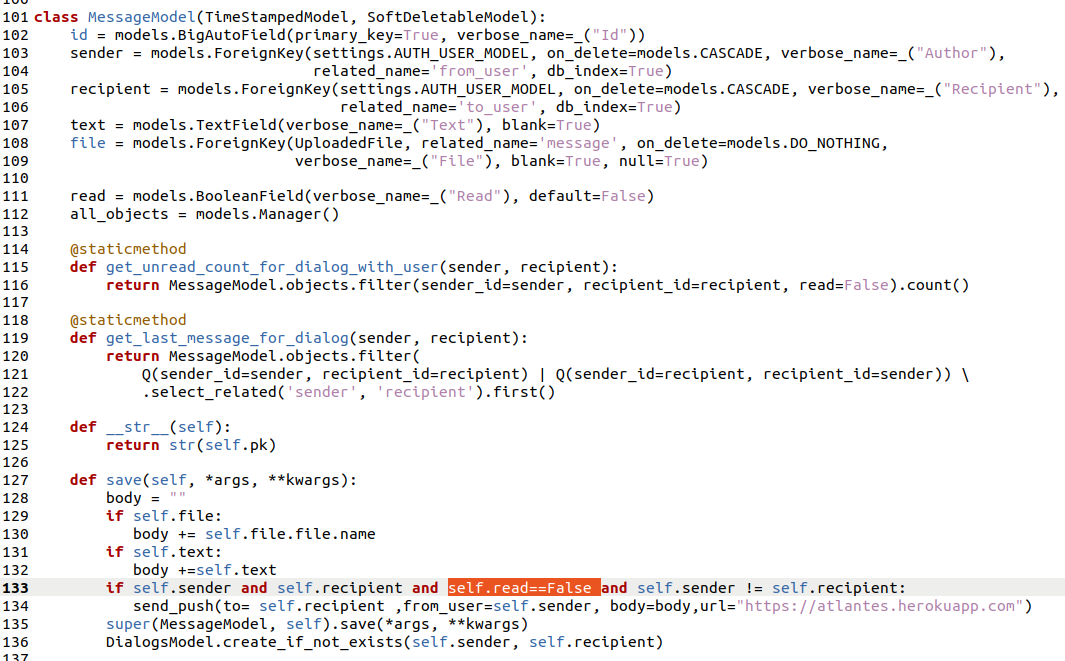 101 class MessageModel(TimeStampedModel, SoftDeletableModel):
102     id = models.BigAutoField(primary_key=True, verbose_name=_("Id"))
103     sender = models.ForeignKey(settings.AUTH_USER_MODEL, on_delete=models.CASCADE, verbose_name=_("Author"),
104                                related_name='from_user', db_index=True)
105     recipient = models.ForeignKey(settings.AUTH_USER_MODEL, on_delete=models.CASCADE, verbose_name=_("Recipient"),
106                                   related_name='to_user', db_index=True)
107     text = models.TextField(verbose_name=_("Text"), blank=True)
108     file = models.ForeignKey(UploadedFile, related_name='message', on_delete=models.DO_NOTHING,
109                              verbose_name=_("File"), blank=True, null=True)
110
111     read = models.BooleanField(verbose_name=_("Read"), default=False)
112     all_objects = models.Manager()
113
114     @staticmethod
115     def get_unread_count_for_dialog_with_user(sender, recipient):
116         return MessageModel.objects.filter(sender_id=sender, recipient_id=recipient, read=False).count()
117
118     @staticmethod
119     def get_last_message_for_dialog(sender, recipient):
120         return MessageModel.objects.filter(
121             Q(sender_id=sender, recipient_id=recipient) | Q(sender_id=recipient, recipient_id=sender)) \
122             .select_related('sender', 'recipient').first()
123
124     def __str__(self):
125         return str(self.pk)
126
127     def save(self, *args, **kwargs):
128         body = ""
129         if self.file:
130            body += self.file.file.name
131         if self.text:
132            body +=self.text
133         if self.sender and self.recipient and self.read==False and self.sender != self.recipient:
134            send_push(to= self.recipient ,from_user=self.sender, body=body,url="https://atlantes.herokuapp.com")
135         super(MessageModel, self).save(*args, **kwargs)
136         DialogsModel.create_if_not_exists(self.sender, self.recipient)
137